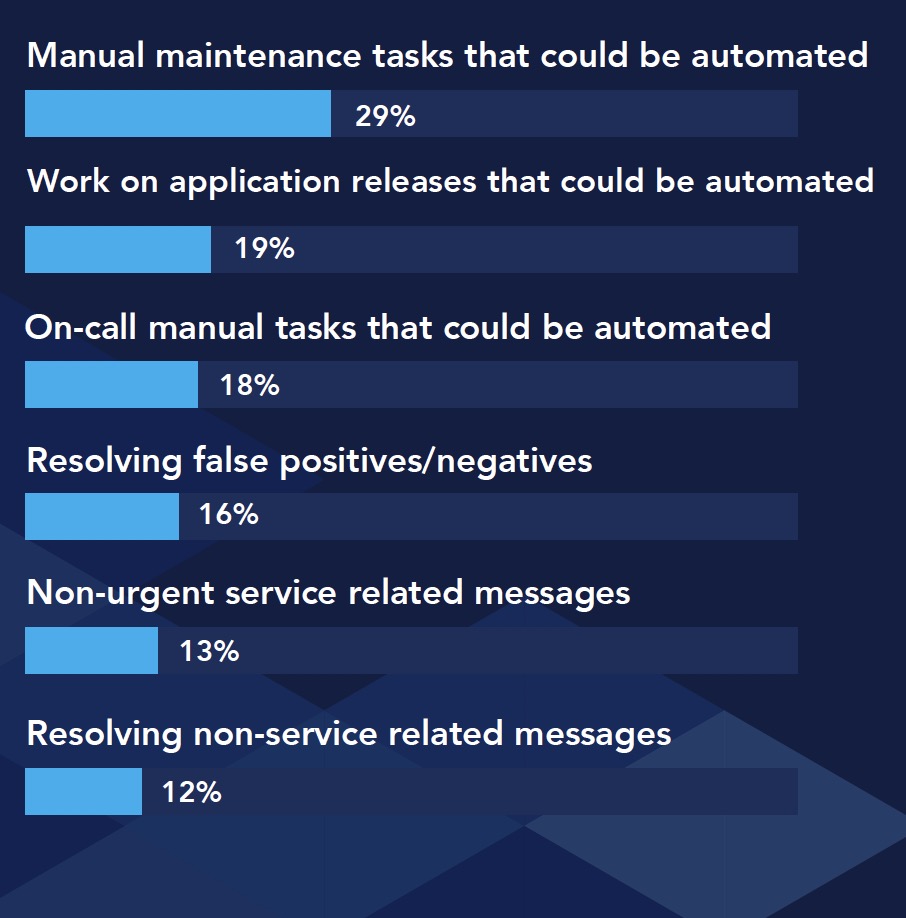 Manual maintenance tasks that could be automated
29%
Work on application releases that could be automated
19%
On-call manual tasks that could be automated
18%
Resolving false positives/negatives
16%
Non-urgent service related messages
13%
Resolving non-service related messages
12%